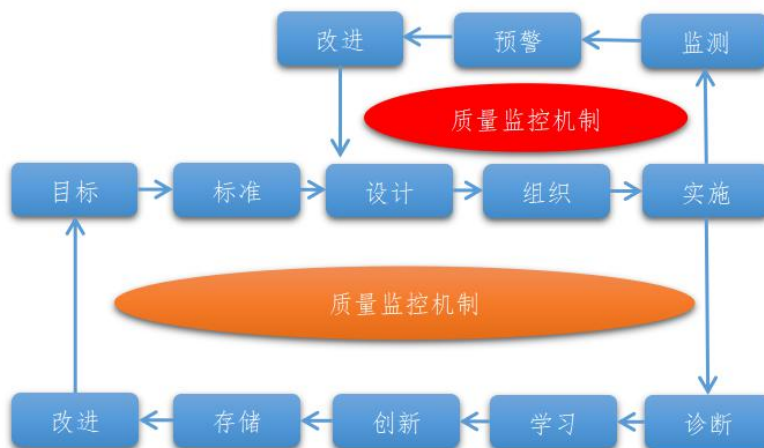 改进
预警
监测
质量监控机制
目标
标准
设计
组织
实施
质量监控机制
改进
存储
创新
学习
诊断